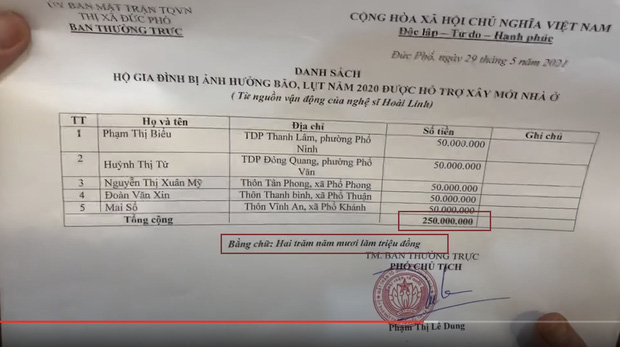 ỦY BAN MẶT TRẬN TQVN
THỊ XÃ ĐỨC PHỔ
BAN THƯỜNG TRỰC
CỘNG HÒA XÃ HỘI CHỦ NGHĨA VIỆT NAM
Độc lập – Tự do – Hạnh phúc
Đức Phổ, ngày 29 tháng 5 năm 2021
DANH SÁCH
HỘ GIA ĐÌNH BỊ ẢNH HƯỞNG BÃO, LỤT NĂM 2020 ĐƯỢC HỖ TRỢ XÂY MỚI NHÀ Ở
( Từ nguồn vận động của nghệ sĩ Hoài Linh)
TT Họ và tên Địa chỉ Số tiền Ghi chú
1 Phạm Thị Biểu TDP Thanh Lâm, phường Phổ Ninh 50.000.000
2 Huỳnh Thị Từ TDP Đông Quang, phường Phổ Văn 50.000.000
3 Nguyễn Thị Xuân Mỹ Thôn Tân Phong, xã Phổ Phong 50.000.000
4 Đoàn Văn Xin Thôn Thanh bình, xã Phổ Thuận 50.000.000
5 Mai Số Thôn Vĩnh An, xã Phổ Khánh 50.000.000
Tổng cộng 250.000.000
Bằng chữ: Hai trăm năm mươi lăm triệu đồng
TM. BAN THƯỜNG TRỰC
PHÓ CHỦ TỊCH
Phạm Thị Lê Dung